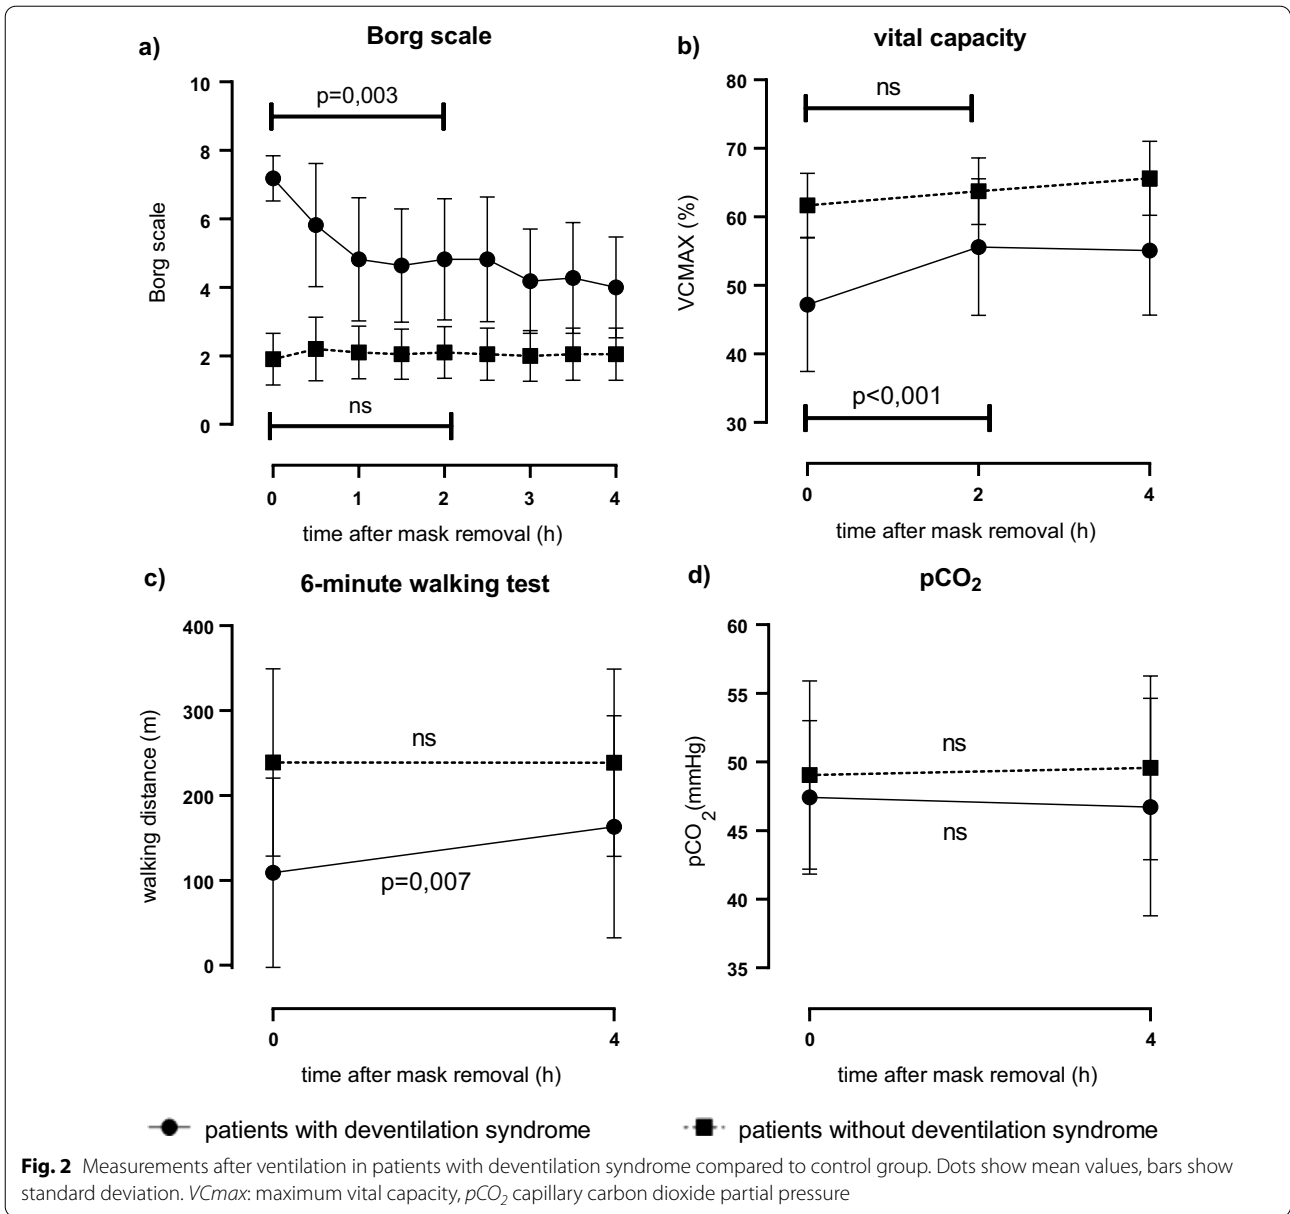 a)
Borg scale
10
8
6
4
2
0
Borg scale
p=0,003
ns
0
1
2
3
4
time after mask removal (h)
b)
vital capacity
80
70
60
50
40
30
VCMAX (%)
ns
p<0,001
0
2
4
time after mask removal (h)
c)
6-minute walking test
400
300
200
100
0
walking distance (m)
ns
p=0,007
0
4
time after mask removal (h)
d)
pCO2
60
55
50
45
40
35
pCO2(mmHg)
ns
ns
0
4
time after mask removal (h)
patients with deventilation syndrome
patients without deventilation syndrome
Fig. 2 Measurements after ventilation in patients with deventilation syndrome compared to control group. Dots show mean values, bars show
standard deviation. VCmax: maximum vital capacity, pCO2 capillary carbon dioxide partial pressure